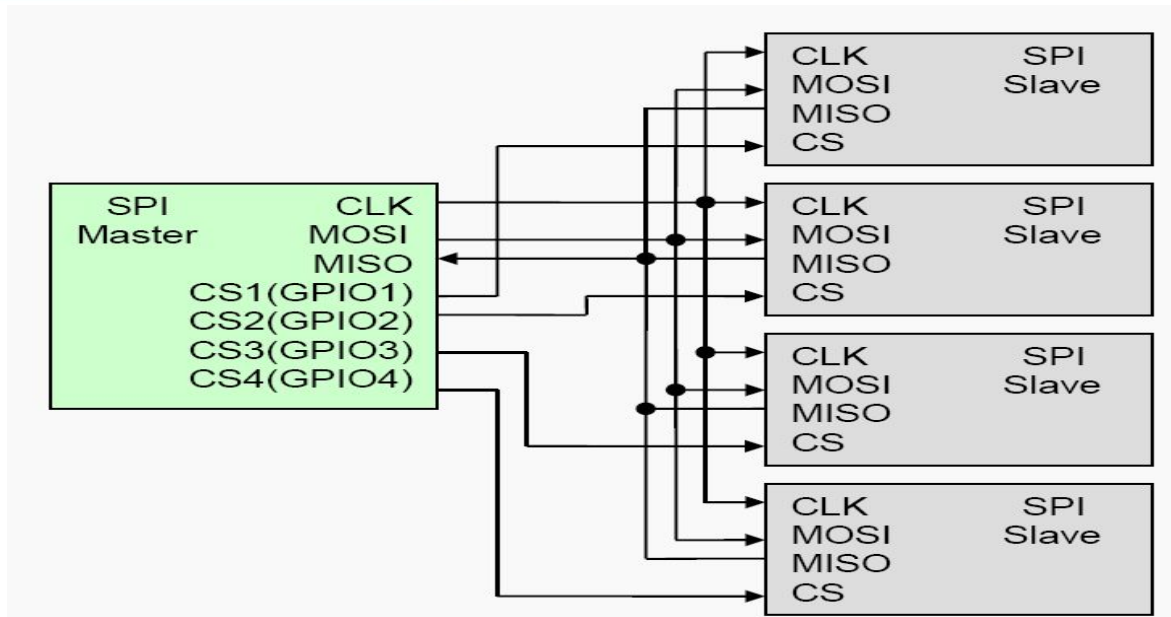 SPI CLK
Master MOSI
MISO
CS1(GPIO1)
CS2(GPIO2)
CS3(GPIO3)
CS4(GPIO4)
CLK SPI
MOSI Slave
MISO
CS
CLK SPI
MOSI Slave
MISO
CS
CLK SPI
MOSI Slave
MISO
CS
CLK SPI
MOSI Slave
MISO
CS